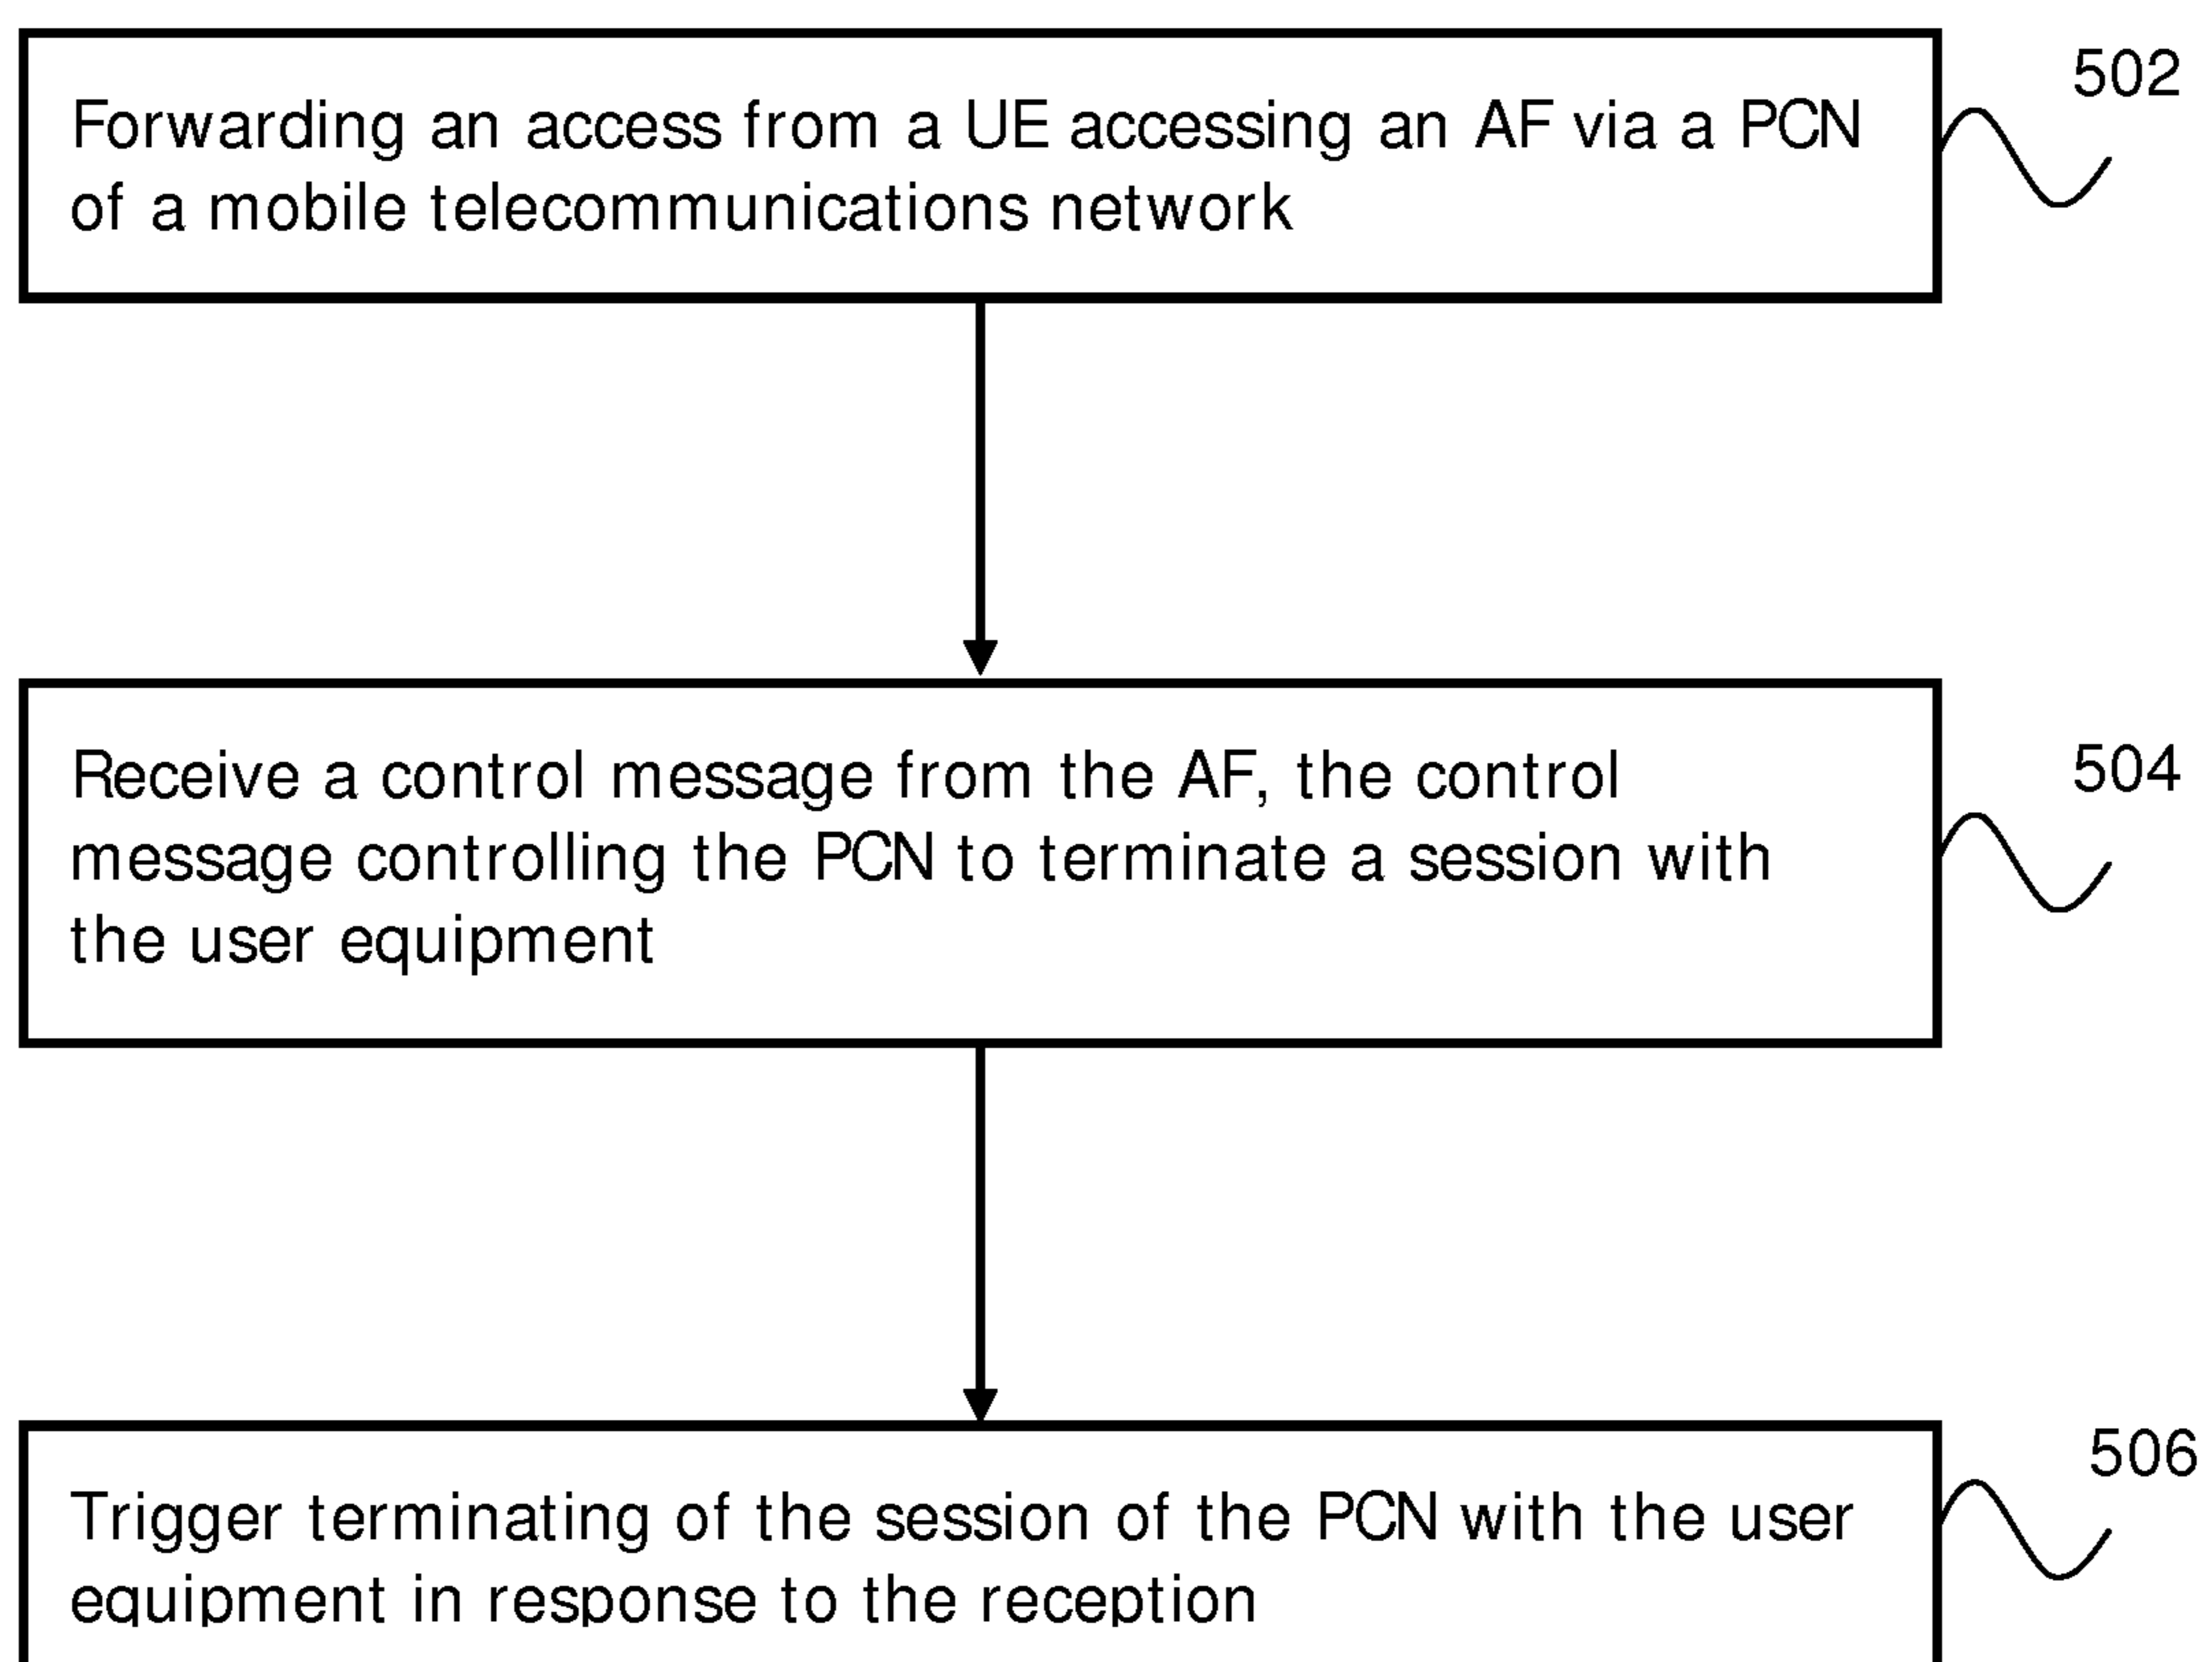 502
Forwarding an access from a UE accessing an AF via a PCN
of a mobile telecommunications network
504
Receive a control message from the AF, the control
message controlling the PCN to terminate a session with
the user equipment
506
Trigger terminating of the session of the PCN with the user
equipment in response to the reception